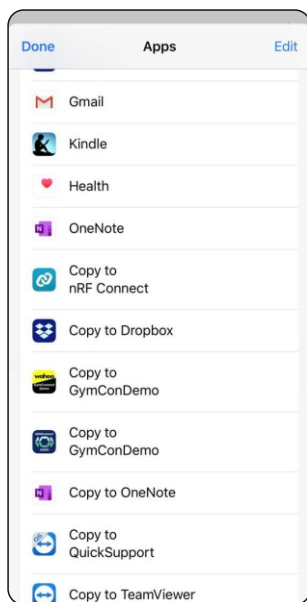 Done Apps Edit
Gmail
Kindle
Health
OneNote
Copy to
nRF Connect
Copy to Dropbox
wahoo
Copy to
GymConDemo
Copy to
GymConDemo
Copy to OneNote
Copy to
QuickSupport
Copy to TeamViewer